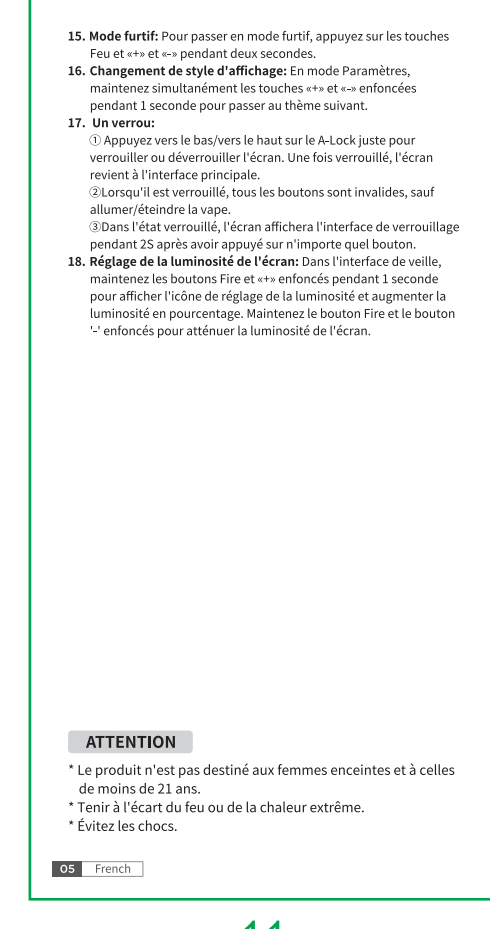 15. Mode furtif: Pour passer en mode furtif, appuyez sur les touches
Feu et «+» et «-» pendant deux secondes.
16. Changement de style d'affichage: En mode Paramètres,
maintenez simultanément les touches «+» et «-» enfoncées
pendant 1 seconde pour passer au thème suivant.
17. Un verrou:
① Appuyez vers le bas/vers le haut sur le A-Lock juste pour
verrouiller ou déverrouiller l'écran. Une fois verrouillé, l'écran
revient à l'interface principale.
②Lorsqu'il est verrouillé, tous les boutons sont invalides, sauf
allumer/éteindre la vape.
③Dans l'état verrouillé, l'écran affichera l'interface de verrouillage
pendant 2S après avoir appuyé sur n'importe quel bouton.
18. Réglage de la luminosité de l'écran: Dans l'interface de veille,
maintenez les boutons Fire et «+» enfoncés pendant 1 seconde
pour afficher l'icône de réglage de la luminosité et augmenter la
luminosité en pourcentage. Maintenez le bouton Fire et le bouton
'-' enfoncés pour atténuer la luminosité de l'écran.
ATTENTION
* Le produit n'est pas destiné aux femmes enceintes et à celles
de moins de 21 ans.
* Tenir à l'écart du feu ou de la chaleur extrême.
* Évitez les chocs.
05 French